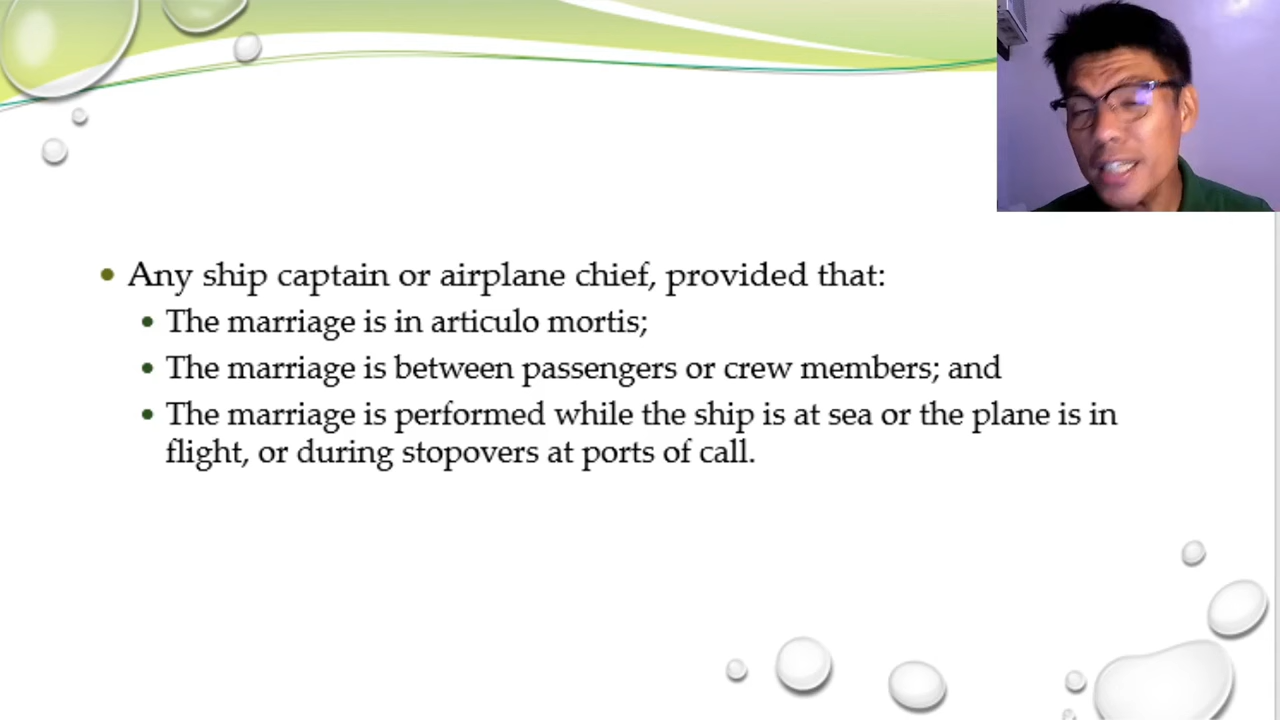 Any ship captain or airplane chief, provided that:
The marriage is in articulo mortis;
The marriage is between passengers or crew members; and
The marriage is performed while the ship is at sea or the plane is in
flight, or during stopovers at ports of call.